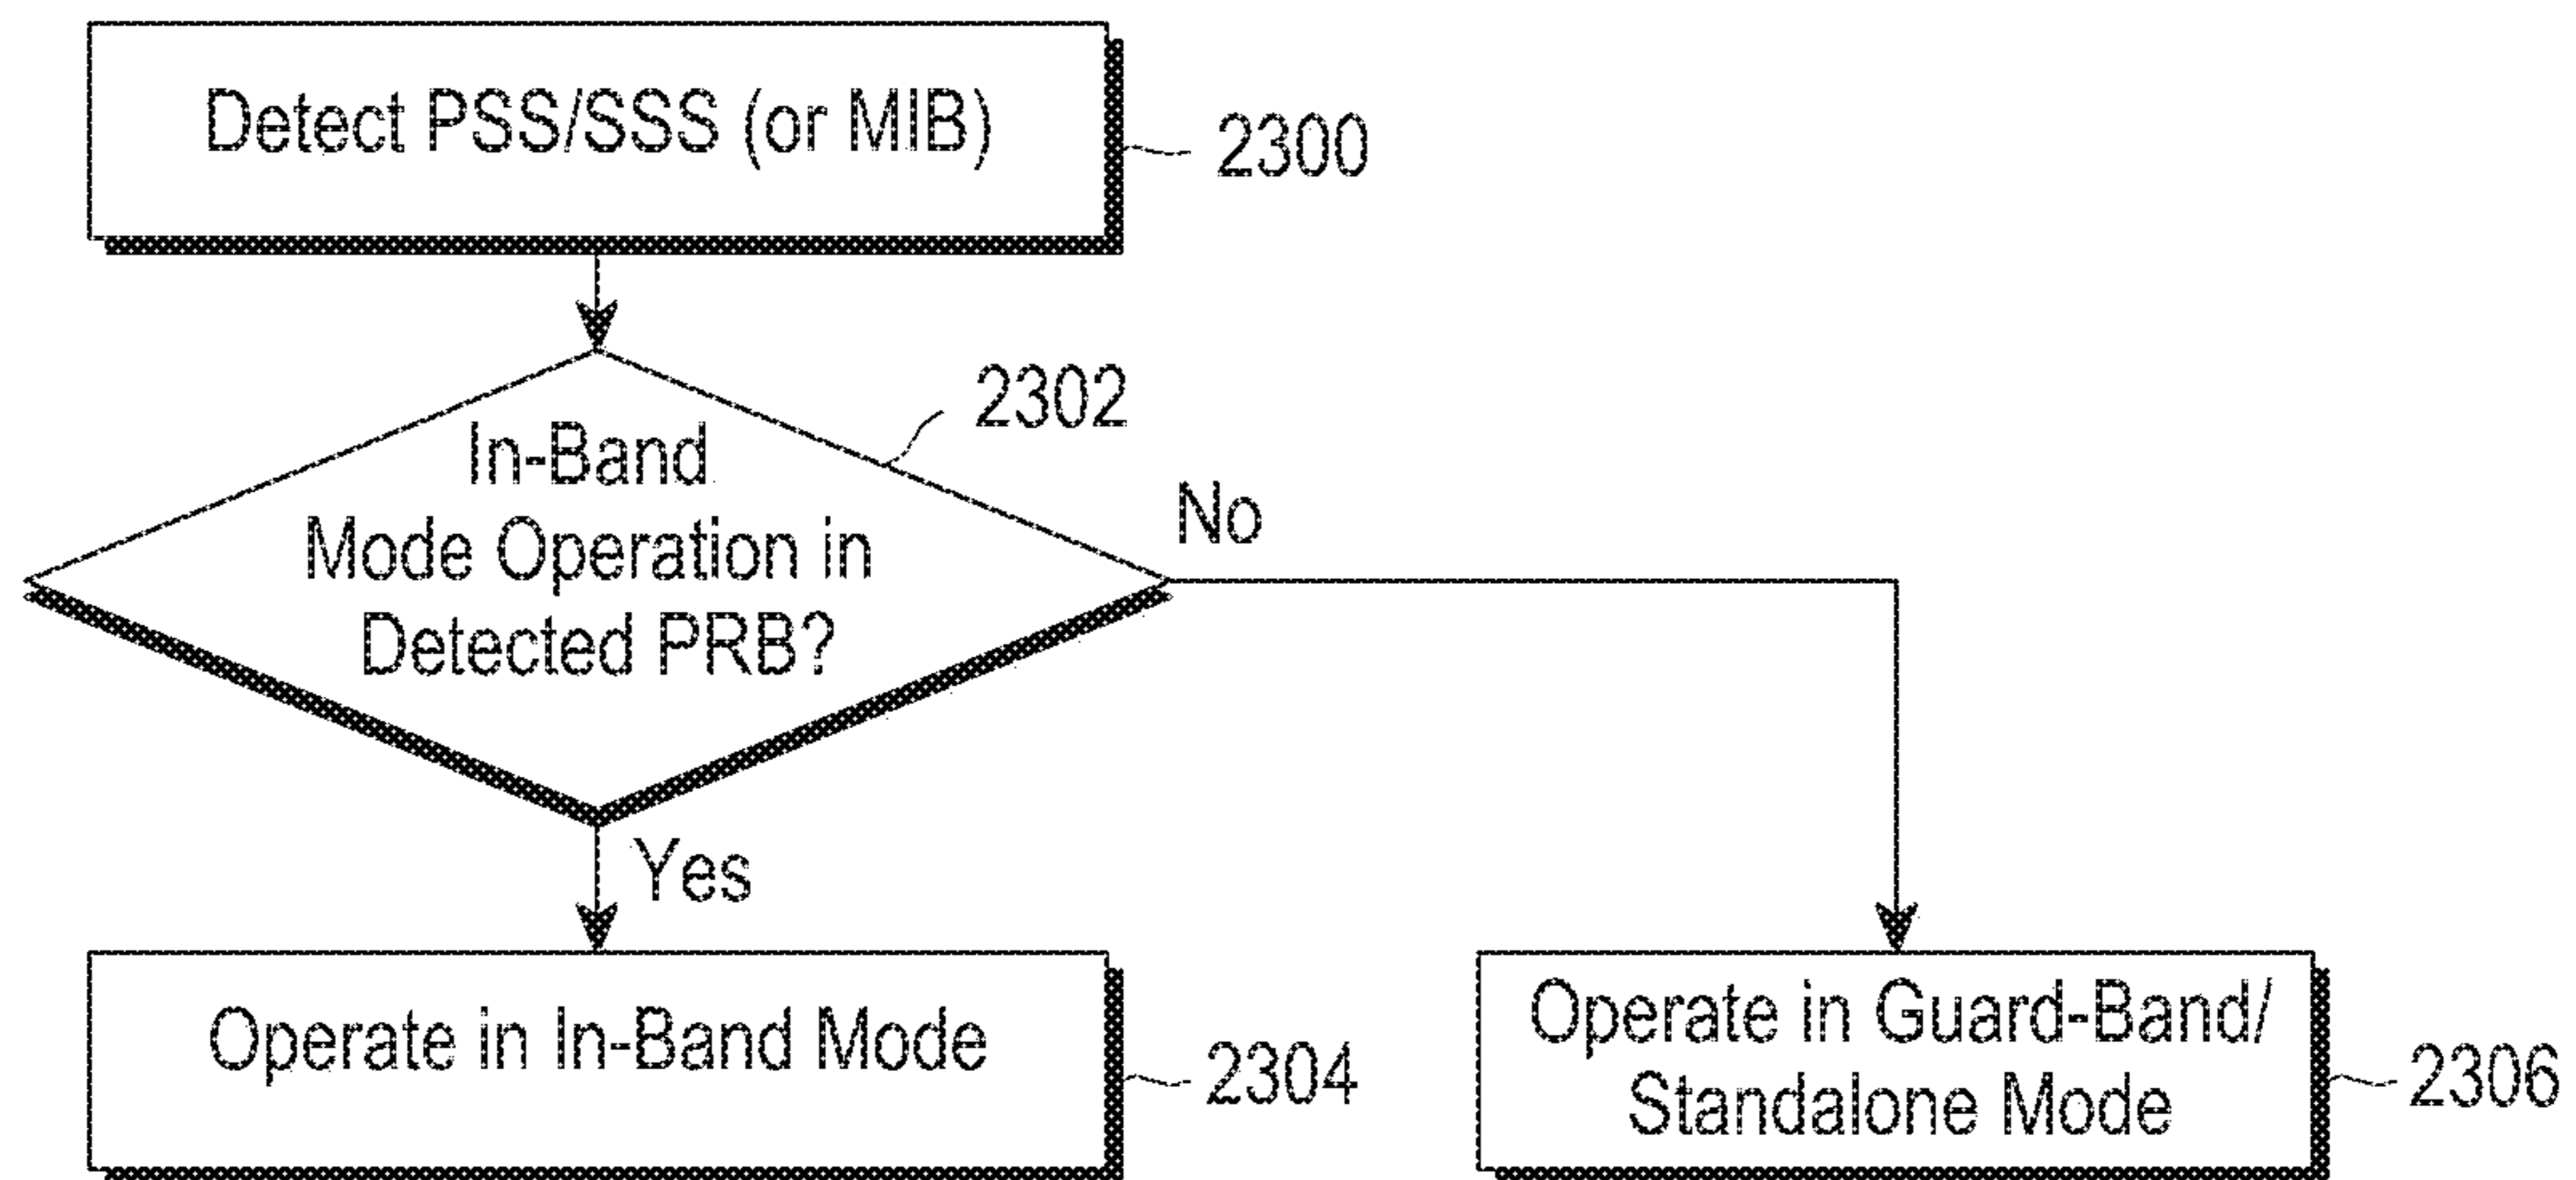 Detect PSS/SSS (or MIB)
2300
2302
In-Band
Mode Operation in
Detected PRB?
No
Yes
Operate in In-Band Mode
2304
Operate in Guard-Band/
Standalone Mode
2306